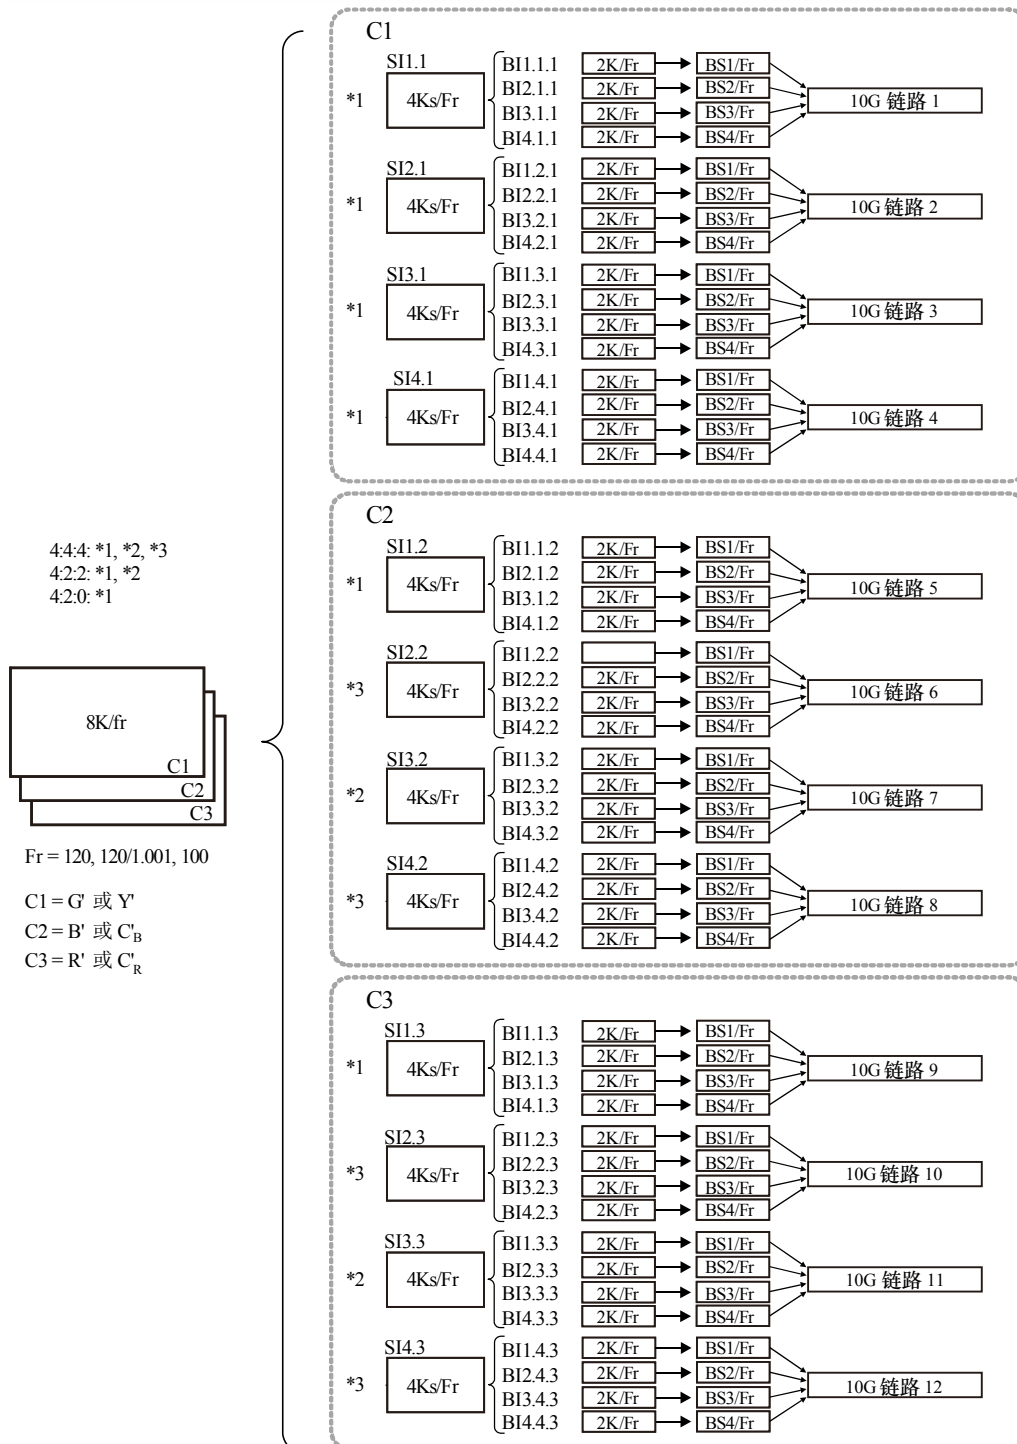 C1
SI1.1
*1
4Ks/Fr
BI1.1.1 2K/Fr BS1/Fr
BI2.1.1 2K/Fr BS2/Fr
BI3.1.1 2K/Fr BS3/Fr
BI4.1.1 2K/Fr BS4/Fr
10G 链路 1
SI2.1
*1
4Ks/Fr
BI1.2.1 2K/Fr BS1/Fr
BI2.2.1 2K/Fr BS2/Fr
BI3.2.1 2K/Fr BS3/Fr
BI4.2.1 2K/Fr BS4/Fr
10G 链路 2
SI3.1
*1
4Ks/Fr
BI1.3.1 2K/Fr BS1/Fr
BI2.3.1 2K/Fr BS2/Fr
BI3.3.1 2K/Fr BS3/Fr
BI4.3.1 2K/Fr BS4/Fr
10G 链路 3
SI4.1
*1
4Ks/Fr
BI1.4.1 2K/Fr BS1/Fr
BI2.4.1 2K/Fr BS2/Fr
BI3.4.1 2K/Fr BS3/Fr
BI4.4.1 2K/Fr BS4/Fr
10G 链路 4
4:4:4: *1, *2, *3
4:2:2: *1, *2
4:2:0: *1
8K/fr
C1
C2
C3
Fr = 120, 120/1.001, 100
C1 = G' 或 Y'
C2 = B' 或 C'B
C3 = R' 或 C'R
C2
SI1.2
*1
4Ks/Fr
BI1.1.2 2K/Fr BS1/Fr
BI2.1.2 2K/Fr BS2/Fr
BI3.1.2 2K/Fr BS3/Fr
BI4.1.2 2K/Fr BS4/Fr
10G 链路 5
SI2.2
*3
4Ks/Fr
BI1.2.2 BS1/Fr
BI2.2.2 2K/Fr BS2/Fr
BI3.2.2 2K/Fr BS3/Fr
BI4.2.2 2K/Fr BS4/Fr
10G 链路 6
SI3.2
*2
4Ks/Fr
BI1.3.2 2K/Fr BS1/Fr
BI2.3.2 2K/Fr BS2/Fr
BI3.3.2 2K/Fr BS3/Fr
BI4.3.2 2K/Fr BS4/Fr
10G 链路 7
SI4.2
*3
4Ks/Fr
BI1.4.2 2K/Fr BS1/Fr
BI2.4.2 2K/Fr BS2/Fr
BI3.4.2 2K/Fr BS3/Fr
BI4.4.2 2K/Fr BS4/Fr
10G 链路 8
C3
SI1.3
*1
4Ks/Fr
BI1.1.3 2K/Fr BS1/Fr
BI2.1.3 2K/Fr BS2/Fr
BI3.1.3 2K/Fr BS3/Fr
BI4.1.3 2K/Fr BS4/Fr
10G 链路 9
SI2.3
*3
4Ks/Fr
BI1.2.3 2K/Fr BS1/Fr
BI2.2.3 2K/Fr BS2/Fr
BI3.2.3 2K/Fr BS3/Fr
BI4.2.3 2K/Fr BS4/Fr
10G 链路 10
SI3.3
*2
4Ks/Fr
BI1.3.3 2K/Fr BS1/Fr
BI2.3.3 2K/Fr BS2/Fr
BI3.3.3 2K/Fr BS3/Fr
BI4.3.3 2K/Fr BS4/Fr
10G 链路 11
SI4.3
*3
4Ks/Fr
BI1.4.3 2K/Fr BS1/Fr
BI2.4.3 2K/Fr BS2/Fr
BI3.4.3 2K/Fr BS3/Fr
BI4.4.3 2K/Fr BS4/Fr
10G 链路 12